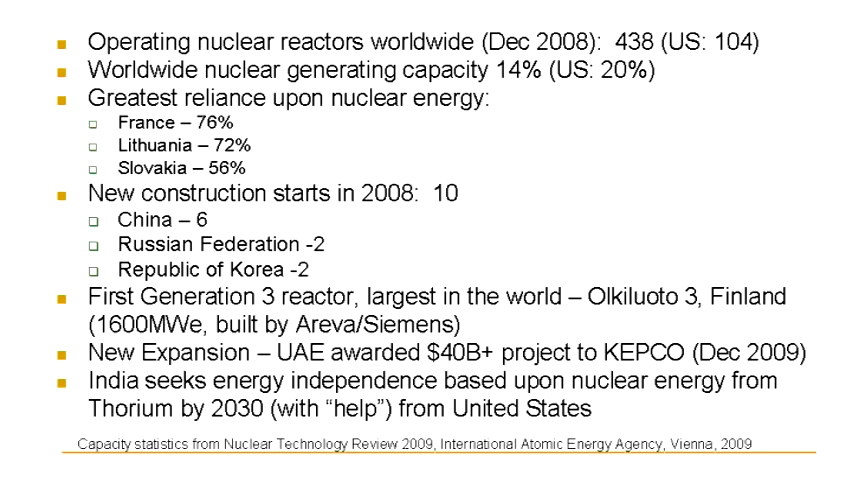 Operating nuclear reactors worldwide (Dec 2008): 438 (US: 104)
Worldwide nuclear generating capacity 14% (US: 20%)
Greatest reliance upon nuclear energy:
France – 76%
Lithuania – 72%
Slovakia – 56%
New construction starts in 2008: 10
China – 6
Russian Federation -2
Republic of Korea -2
First Generation 3 reactor, largest in the world – Olkiluoto 3, Finland
(1600MWe, built by Areva/Siemens)
New Expansion – UAE awarded $40B+ project to KEPCO (Dec 2009)
India seeks energy independence based upon nuclear energy from
Thorium by 2030 (with “help”) from United States
Capacity statistics from Nuclear Technology Review 2009, International Atomic Energy Agency, Vienna, 2009